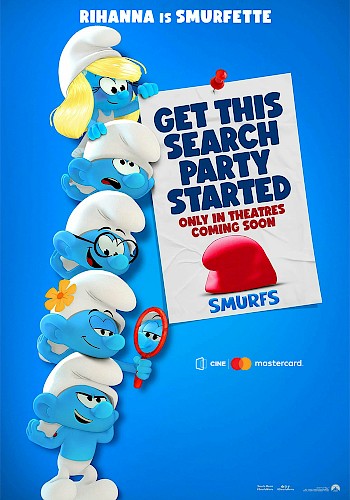 RIHANNA IS SMURFETTE
GET THIS
SEARCH
PARTY
STARTED
ONLY IN THEATRES
COMING SOON
SMURFS
CINE
mastercard.